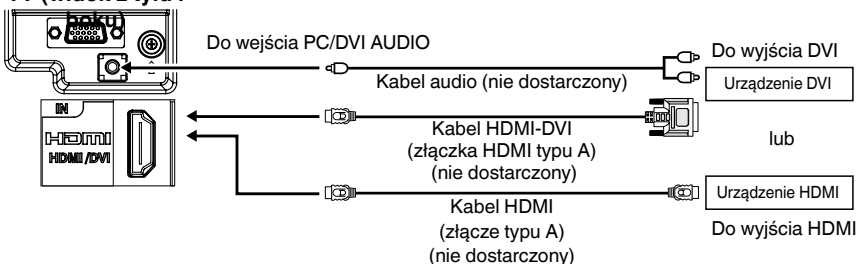 boku)
Do wejścia PC/DVI AUDIO
Do wyjścia DVI
Kabel audio (nie dostarczony)
Urządzenie DVI
IN
HDMI
HDMI /DVI
Kabel HDMI-DVI
(złączka HDMI typu A)
(nie dostarczony)
lub
Kabel HDMI
(złącze typu A)
(nie dostarczony)
Urządzenie HDMI
Do wyjścia HDMI